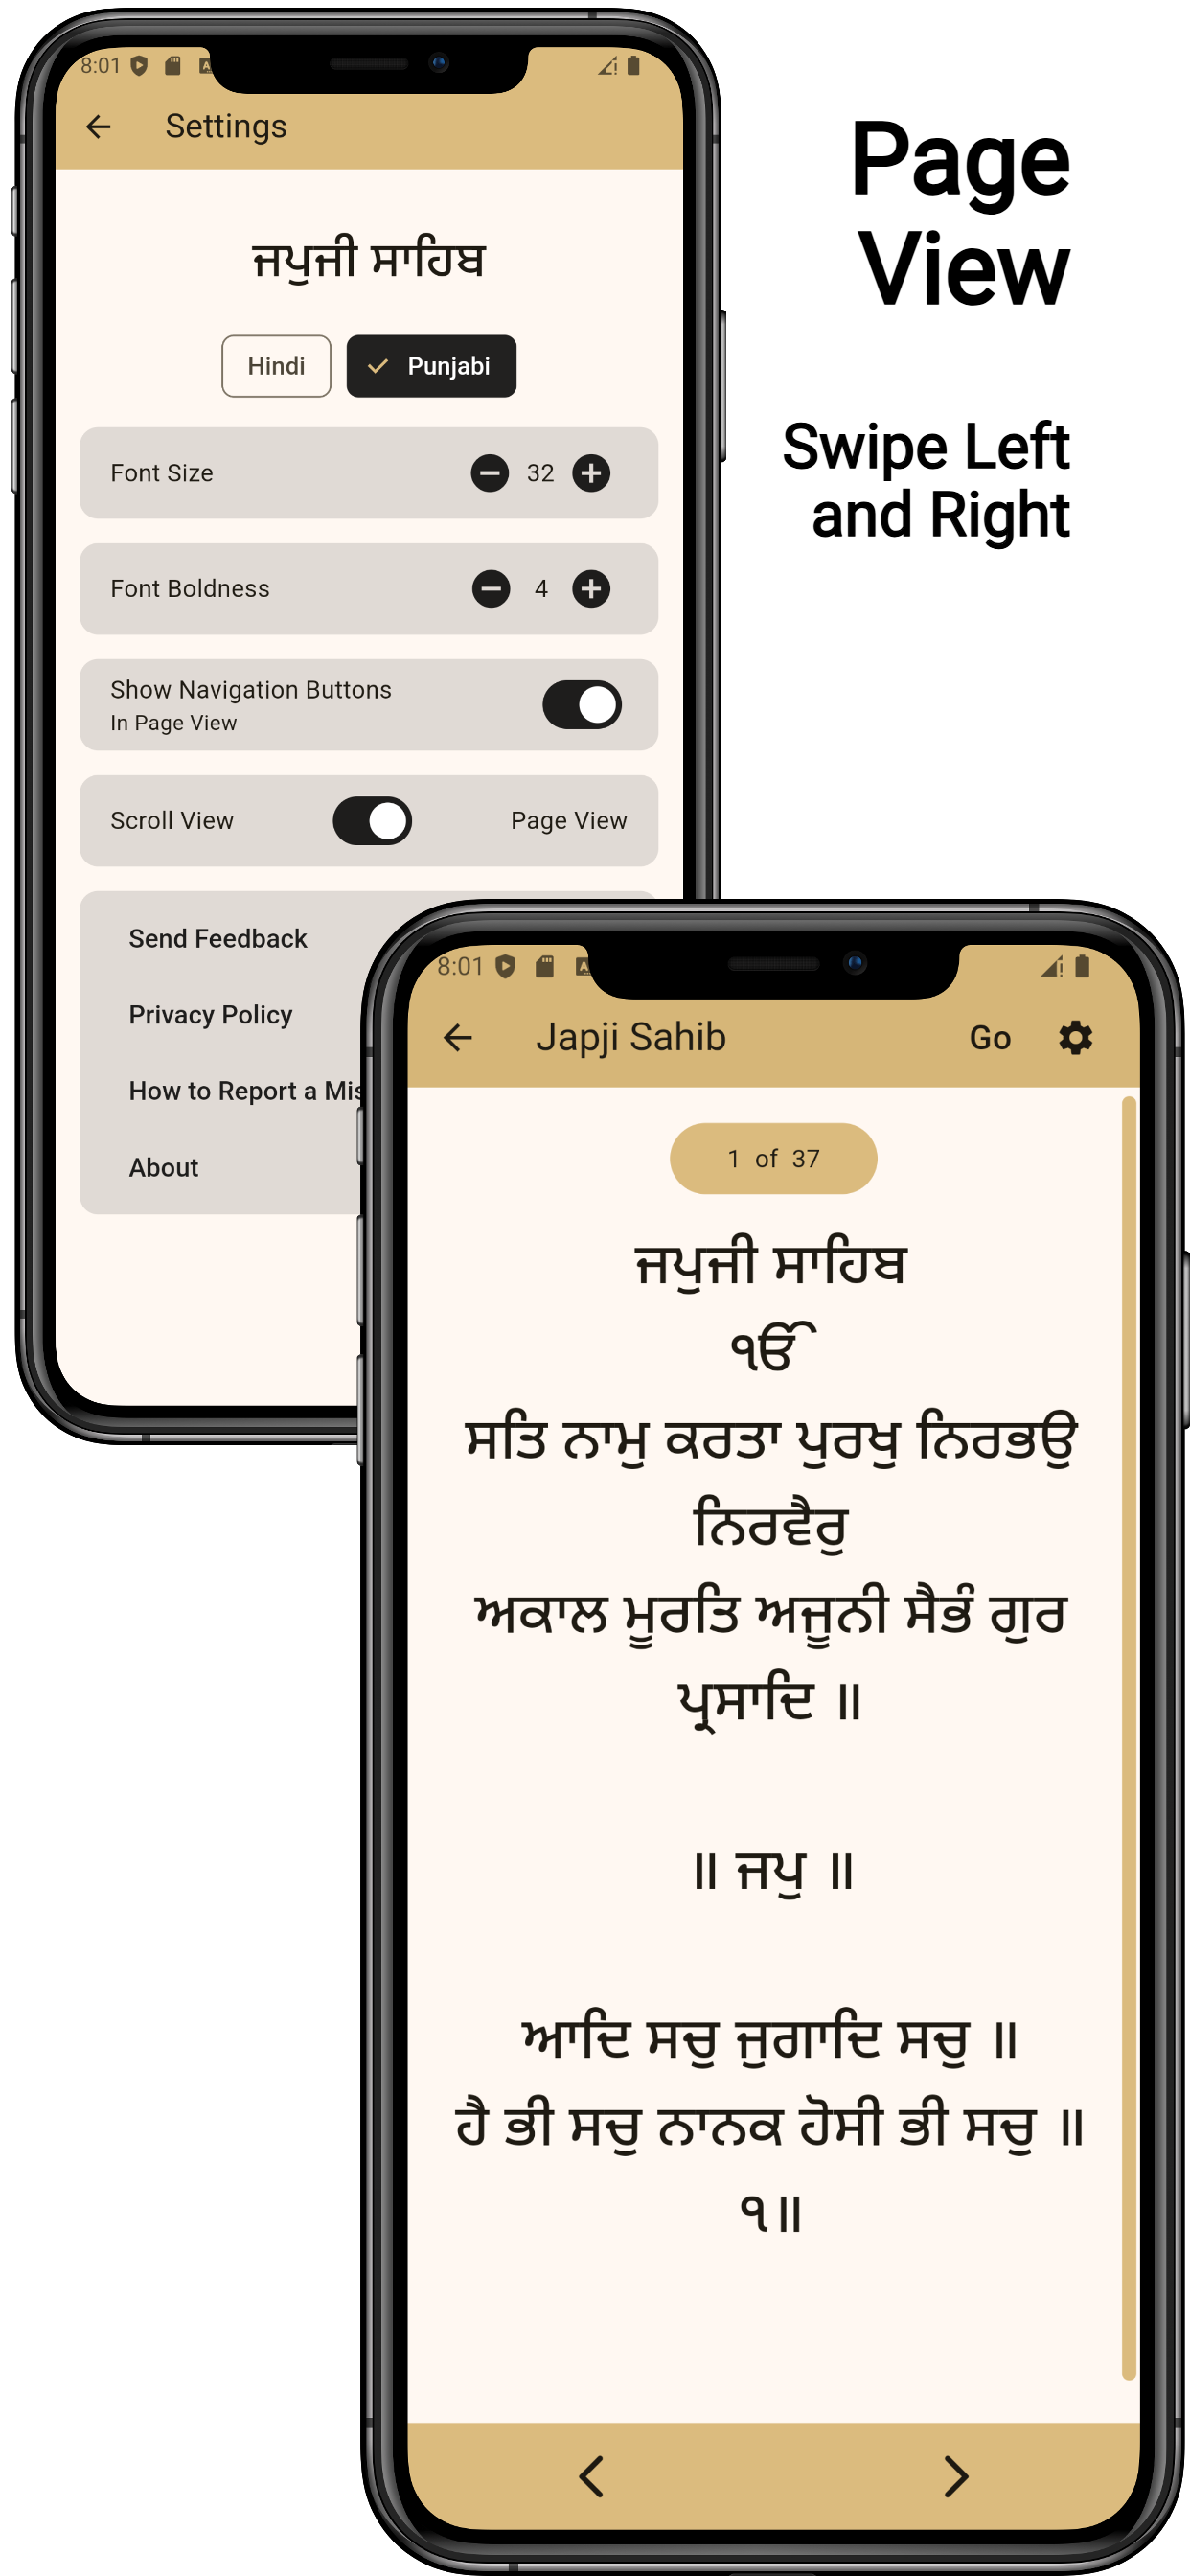 8:01
Settings
ਜਪੁਜੀ ਸਾਹਿਬ
Hindi
Punjabi
Font Size
32
Font Boldness
4
Show Navigation Buttons
In Page View
Scroll View
Page View
Send Feedback
Privacy Policy
How to Report a Mis
About
Page
View
Swipe Left
and Right
8:01
Japji Sahib
Go
1 of 37
ਜਪੁਜੀ ਸਾਹਿਬ
ੴ
ਸਤਿ ਨਾਮੁ ਕਰਤਾ ਪੁਰਖੁ ਨਿਰਭਉ
ਨਿਰਵੈਰੁ
ਅਕਾਲ ਮੂਰਤਿ ਅਜੂਨੀ ਸੈਭੰ ਗੁਰ
ਪ੍ਰਸਾਦਿ ॥
॥ ਜਪੁ ॥
ਆਦਿ ਸਚੁ ਜੁਗਾਦਿ ਸਚੁ ॥
ਹੈ ਭੀ ਸਚੁ ਨਾਨਕ ਹੋਸੀ ਭੀ ਸਚੁ ॥
੧॥